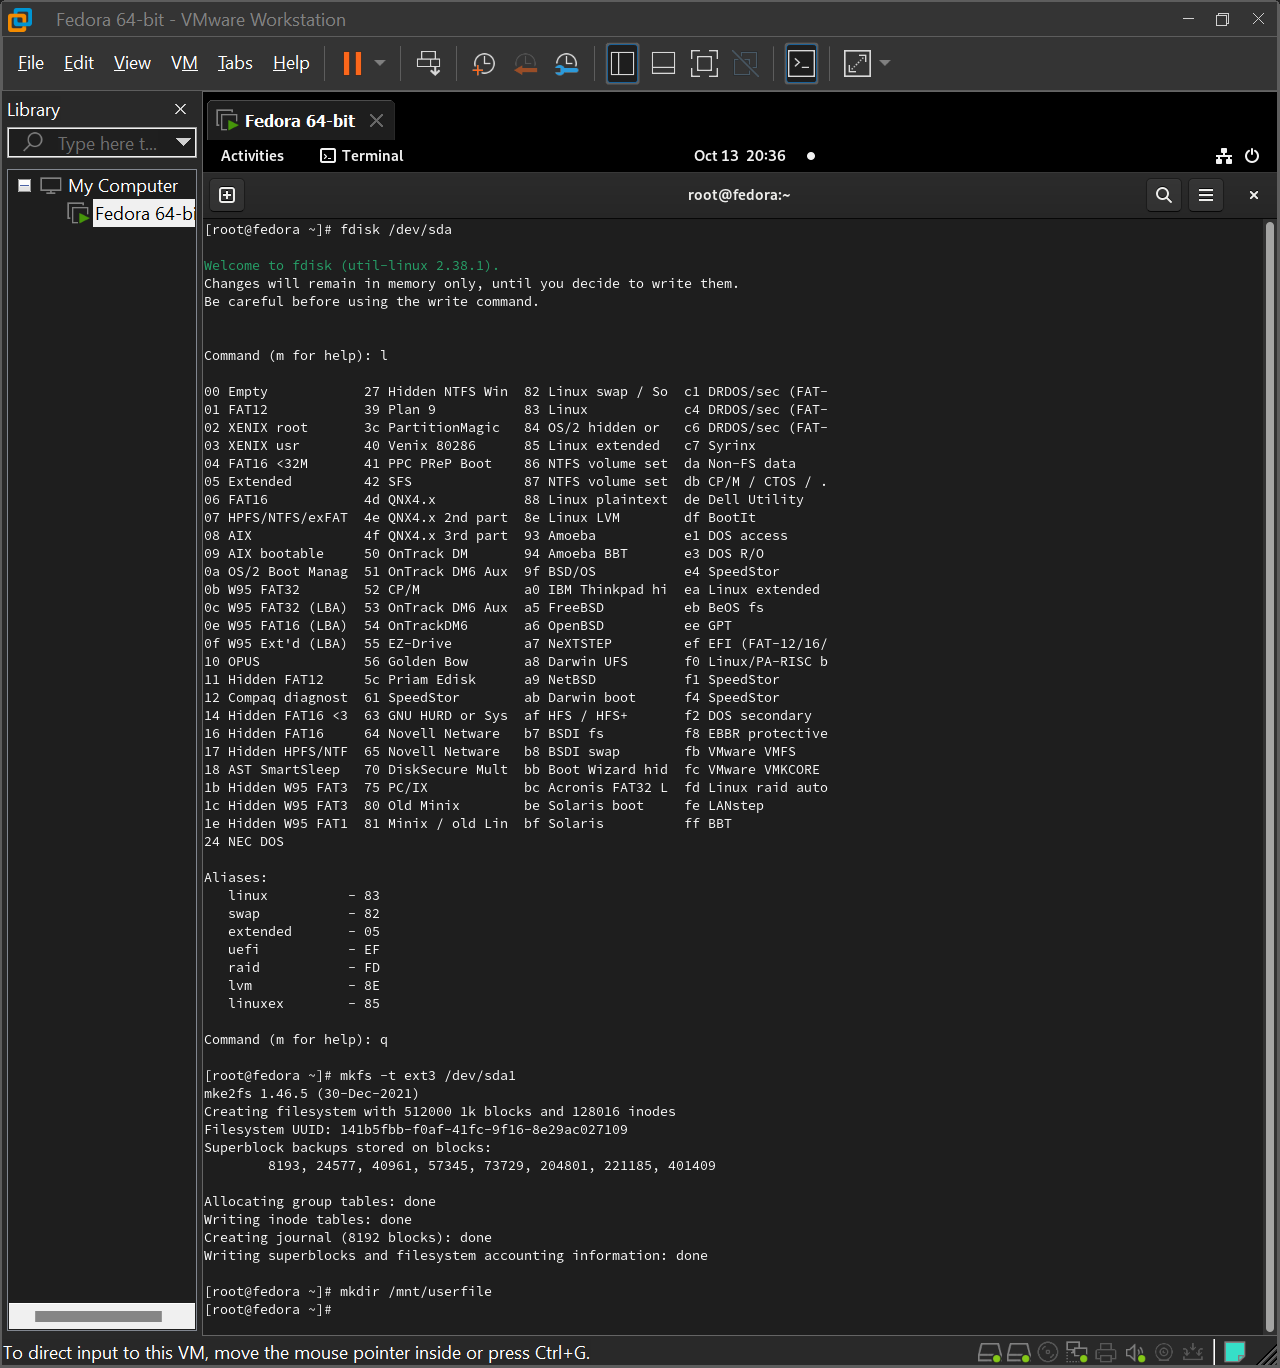 Fedora 64-bit - VMware Workstation
File Edit View VM Tabs Help
Library
Type here t...
My Computer
Fedora 64-bi
Fedora 64-bit
Activities Terminal Oct 13 20:36
root@fedora:~
[root@fedora ~]# fdisk /dev/sda
Welcome to fdisk (util-linux 2.38.1).
Changes will remain in memory only, until you decide to write them.
Be careful before using the write command.
Command (m for help): l
00 Empty 27 Hidden NTFS Win 82 Linux swap / So c1 DRDOS/sec (FAT-
01 FAT12 39 Plan 9 83 Linux c4 DRDOS/sec (FAT-
02 XENIX root 3c PartitionMagic 84 OS/2 hidden or c6 DRDOS/sec (FAT-
03 XENIX usr 40 Venix 80286 85 Linux extended c7 Syrinx
04 FAT16 <32M 41 PPC PReP Boot 86 NTFS volume set da Non-FS data
05 Extended 42 SFS 87 NTFS volume set db CP/M / CTOS / .
06 FAT16 4d QNX4.x 88 Linux plaintext de Dell Utility
07 HPFS/NTFS/exFAT 4e QNX4.x 2nd part 8e Linux LVM df BootIt
08 AIX 4f QNX4.x 3rd part 93 Amoeba e1 DOS access
09 AIX bootable 50 OnTrack DM 94 Amoeba BBT e3 DOS R/O
0a OS/2 Boot Manag 51 OnTrack DM6 Aux 9f BSD/OS e4 SpeedStor
0b W95 FAT32 52 CP/M a0 IBM Thinkpad hi ea Linux extended
0c W95 FAT32 (LBA) 53 OnTrack DM6 Aux a5 FreeBSD eb BeOS fs
0e W95 FAT16 (LBA) 54 OnTrackDM6 a6 OpenBSD ee GPT
0f W95 Ext'd (LBA) 55 EZ-Drive a7 NeXTSTEP ef EFI (FAT-12/16/
10 OPUS 56 Golden Bow a8 Darwin UFS f0 Linux/PA-RISC b
11 Hidden FAT12 5c Priam Edisk a9 NetBSD f1 SpeedStor
12 Compaq diagnost 61 SpeedStor ab Darwin boot f4 SpeedStor
14 Hidden FAT16 <3 63 GNU HURD or Sys af HFS / HFS+ f2 DOS secondary
16 Hidden FAT16 64 Novell Netware b7 BSDI fs f8 EBBR protective
17 Hidden HPFS/NTF 65 Novell Netware b8 BSDI swap fb VMware VMFS
18 AST SmartSleep 70 DiskSecure Mult bb Boot Wizard hid fc VMware VMKCORE
1b Hidden W95 FAT3 75 PC/IX bc Acronis FAT32 L fd Linux raid auto
1c Hidden W95 FAT3 80 Old Minix be Solaris boot fe LANstep
1e Hidden W95 FAT1 81 Minix / old Lin bf Solaris ff BBT
24 NEC DOS
Aliases:
linux - 83
swap - 82
extended - 05
uefi - EF
raid - FD
lvm - 8E
linuxex - 85
Command (m for help): q
[root@fedora ~]# mkfs -t ext3 /dev/sda1
mke2fs 1.46.5 (30-Dec-2021)
Creating filesystem with 512000 1k blocks and 128016 inodes
Filesystem UUID: 141b5fbb-f0af-41fc-9f16-8e29ac027109
Superblock backups stored on blocks:
8193, 24577, 40961, 57345, 73729, 204801, 221185, 401409
Allocating group tables: done
Writing inode tables: done
Creating journal (8192 blocks): done
Writing superblocks and filesystem accounting information: done
[root@fedora ~]# mkdir /mnt/userfile
[root@fedora ~]#
To direct input to this VM, move the mouse pointer inside or press Ctrl+G.